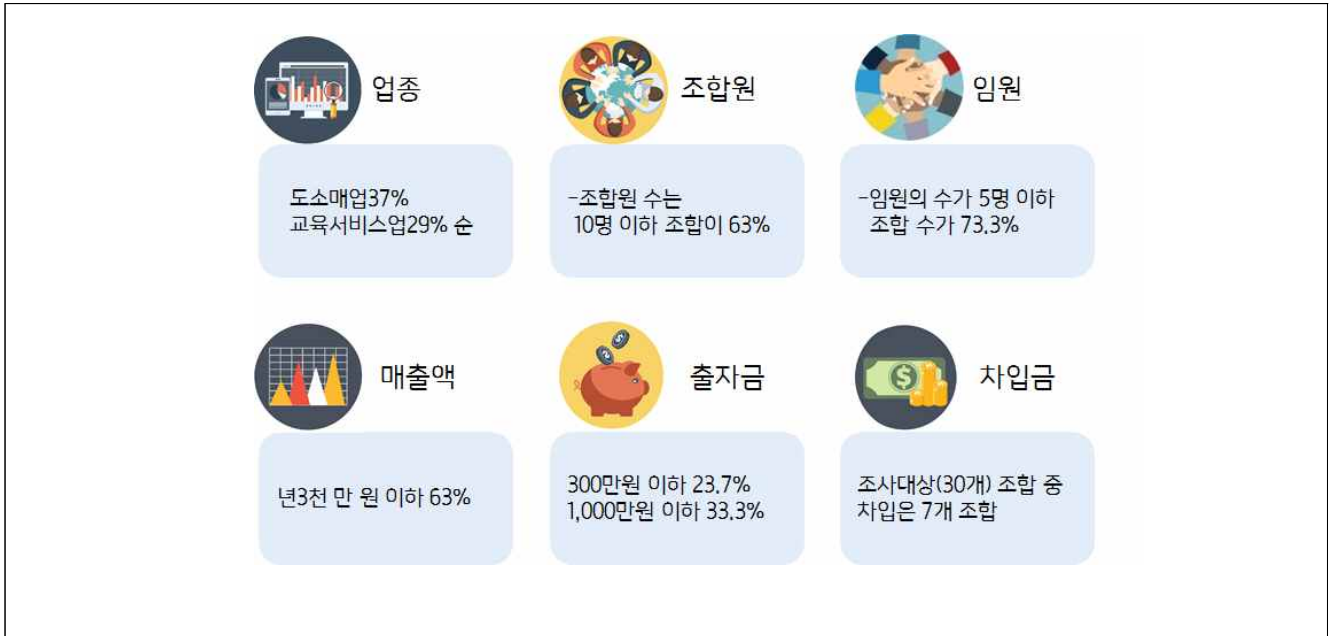 업종
조합원
임원
도소매업37%
교육서비스업29% 순
-조합원 수는
10명 이하 조합이 63%
-임원의 수가 5명 이하
조합 수가 73.3%
매출액
출자금
차입금
년3천 만 원 이하 63%
300만원 이하 23.7%
1,000만원 이하 33.3%
조사대상(30개) 조합 중
차입은 7개 조합